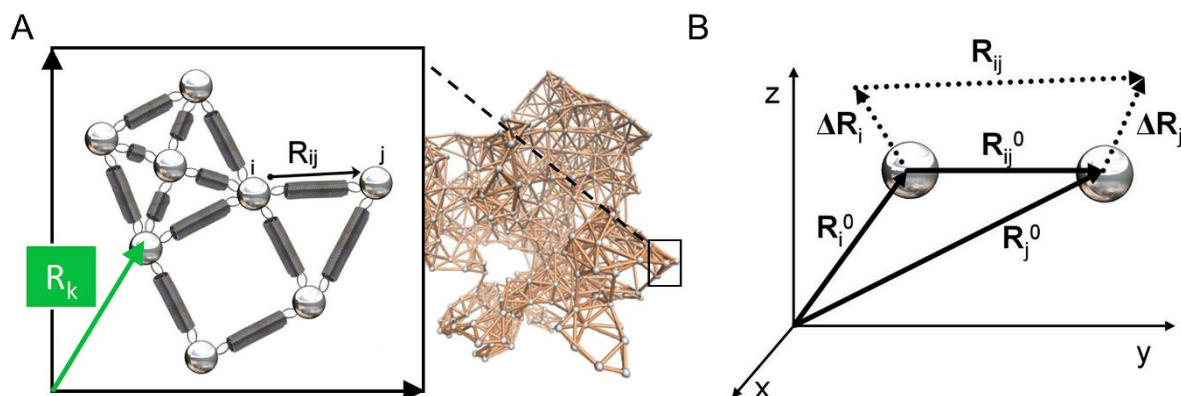 A
B
i
R_ij
j
R_k
z
R_ij
ΔR_i
ΔR_j
R_ij^0
R_i^0
R_j^0
y
x